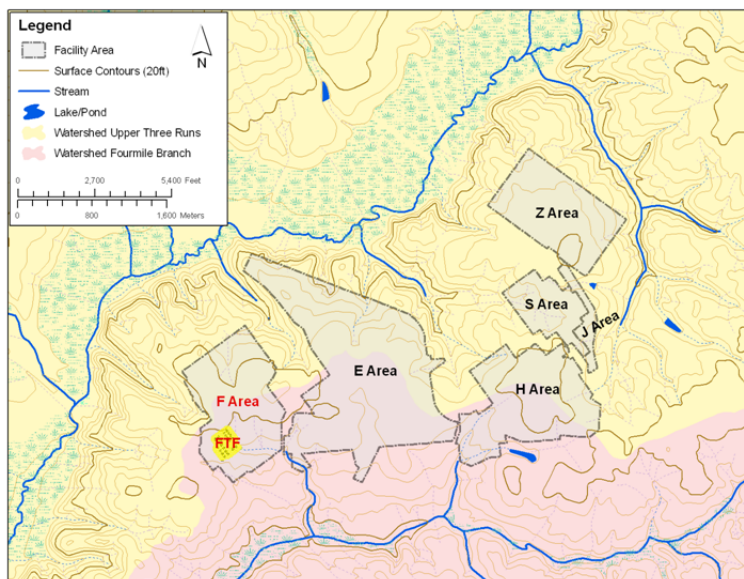 Legend
N
Facility Area
Surface Contours (20ft)
Stream
Lake/Pond
Watershed Upper Three Runs
Watershed Fourmile Branch
0 2,700 5,400 Feet
0 800 1,600 Meters
Z Area
S Area
J Area
E Area
H Area
F Area
FTF